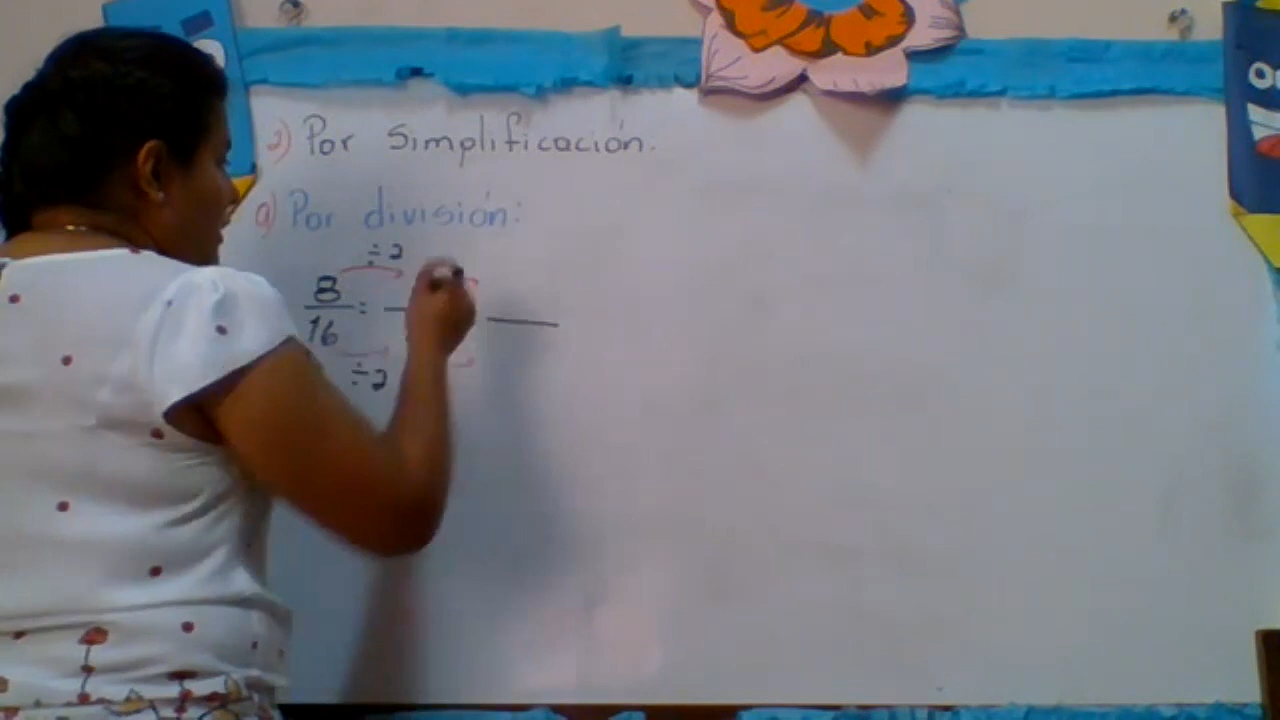 2) Por Simplificación.
a) Por división:
÷2
8/16 = —
÷2